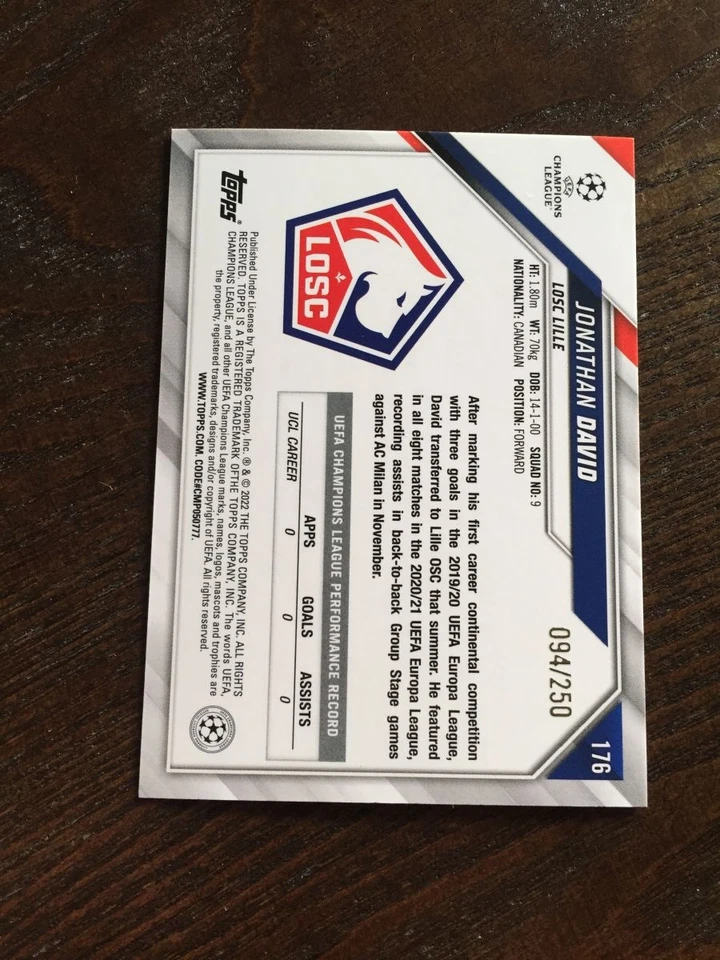 176
094/250
JONATHAN DAVID
LOSC LILLE
HT: 1.80m WT: 70kg DOB: 14-1-00 SQUAD NO: 9
NATIONALITY: CANADIAN POSITION: FORWARD
UEFA
CHAMPIONS
LEAGUE
After marking his first career continental competition
with three goals in the 2019/20 UEFA Europa League,
David transferred to Lille OSC that summer. He featured
in all eight matches in the 2020/21 UEFA Europa League,
recording assists in back-to-back Group Stage games
against AC Milan in November.
LOSC
UEFA CHAMPIONS LEAGUE PERFORMANCE RECORD
APPS GOALS ASSISTS
UCL CAREER 0 0 0
topps®
Published Under License by The Topps Company, Inc. ® & © 2022 THE TOPPS COMPANY, INC. ALL RIGHTS
RESERVED. TOPPS IS A REGISTERED TRADEMARK OFTHE TOPPS COMPANY, INC. The words UEFA,
CHAMPIONS LEAGUE, and all other UEFA Champions League marks, names, logos, mascots and trophies are
the property, registered trademarks, designs and/or copyright of UEFA. All rights reserved.
WWW.TOPPS.COM. CODE#CMP050777.